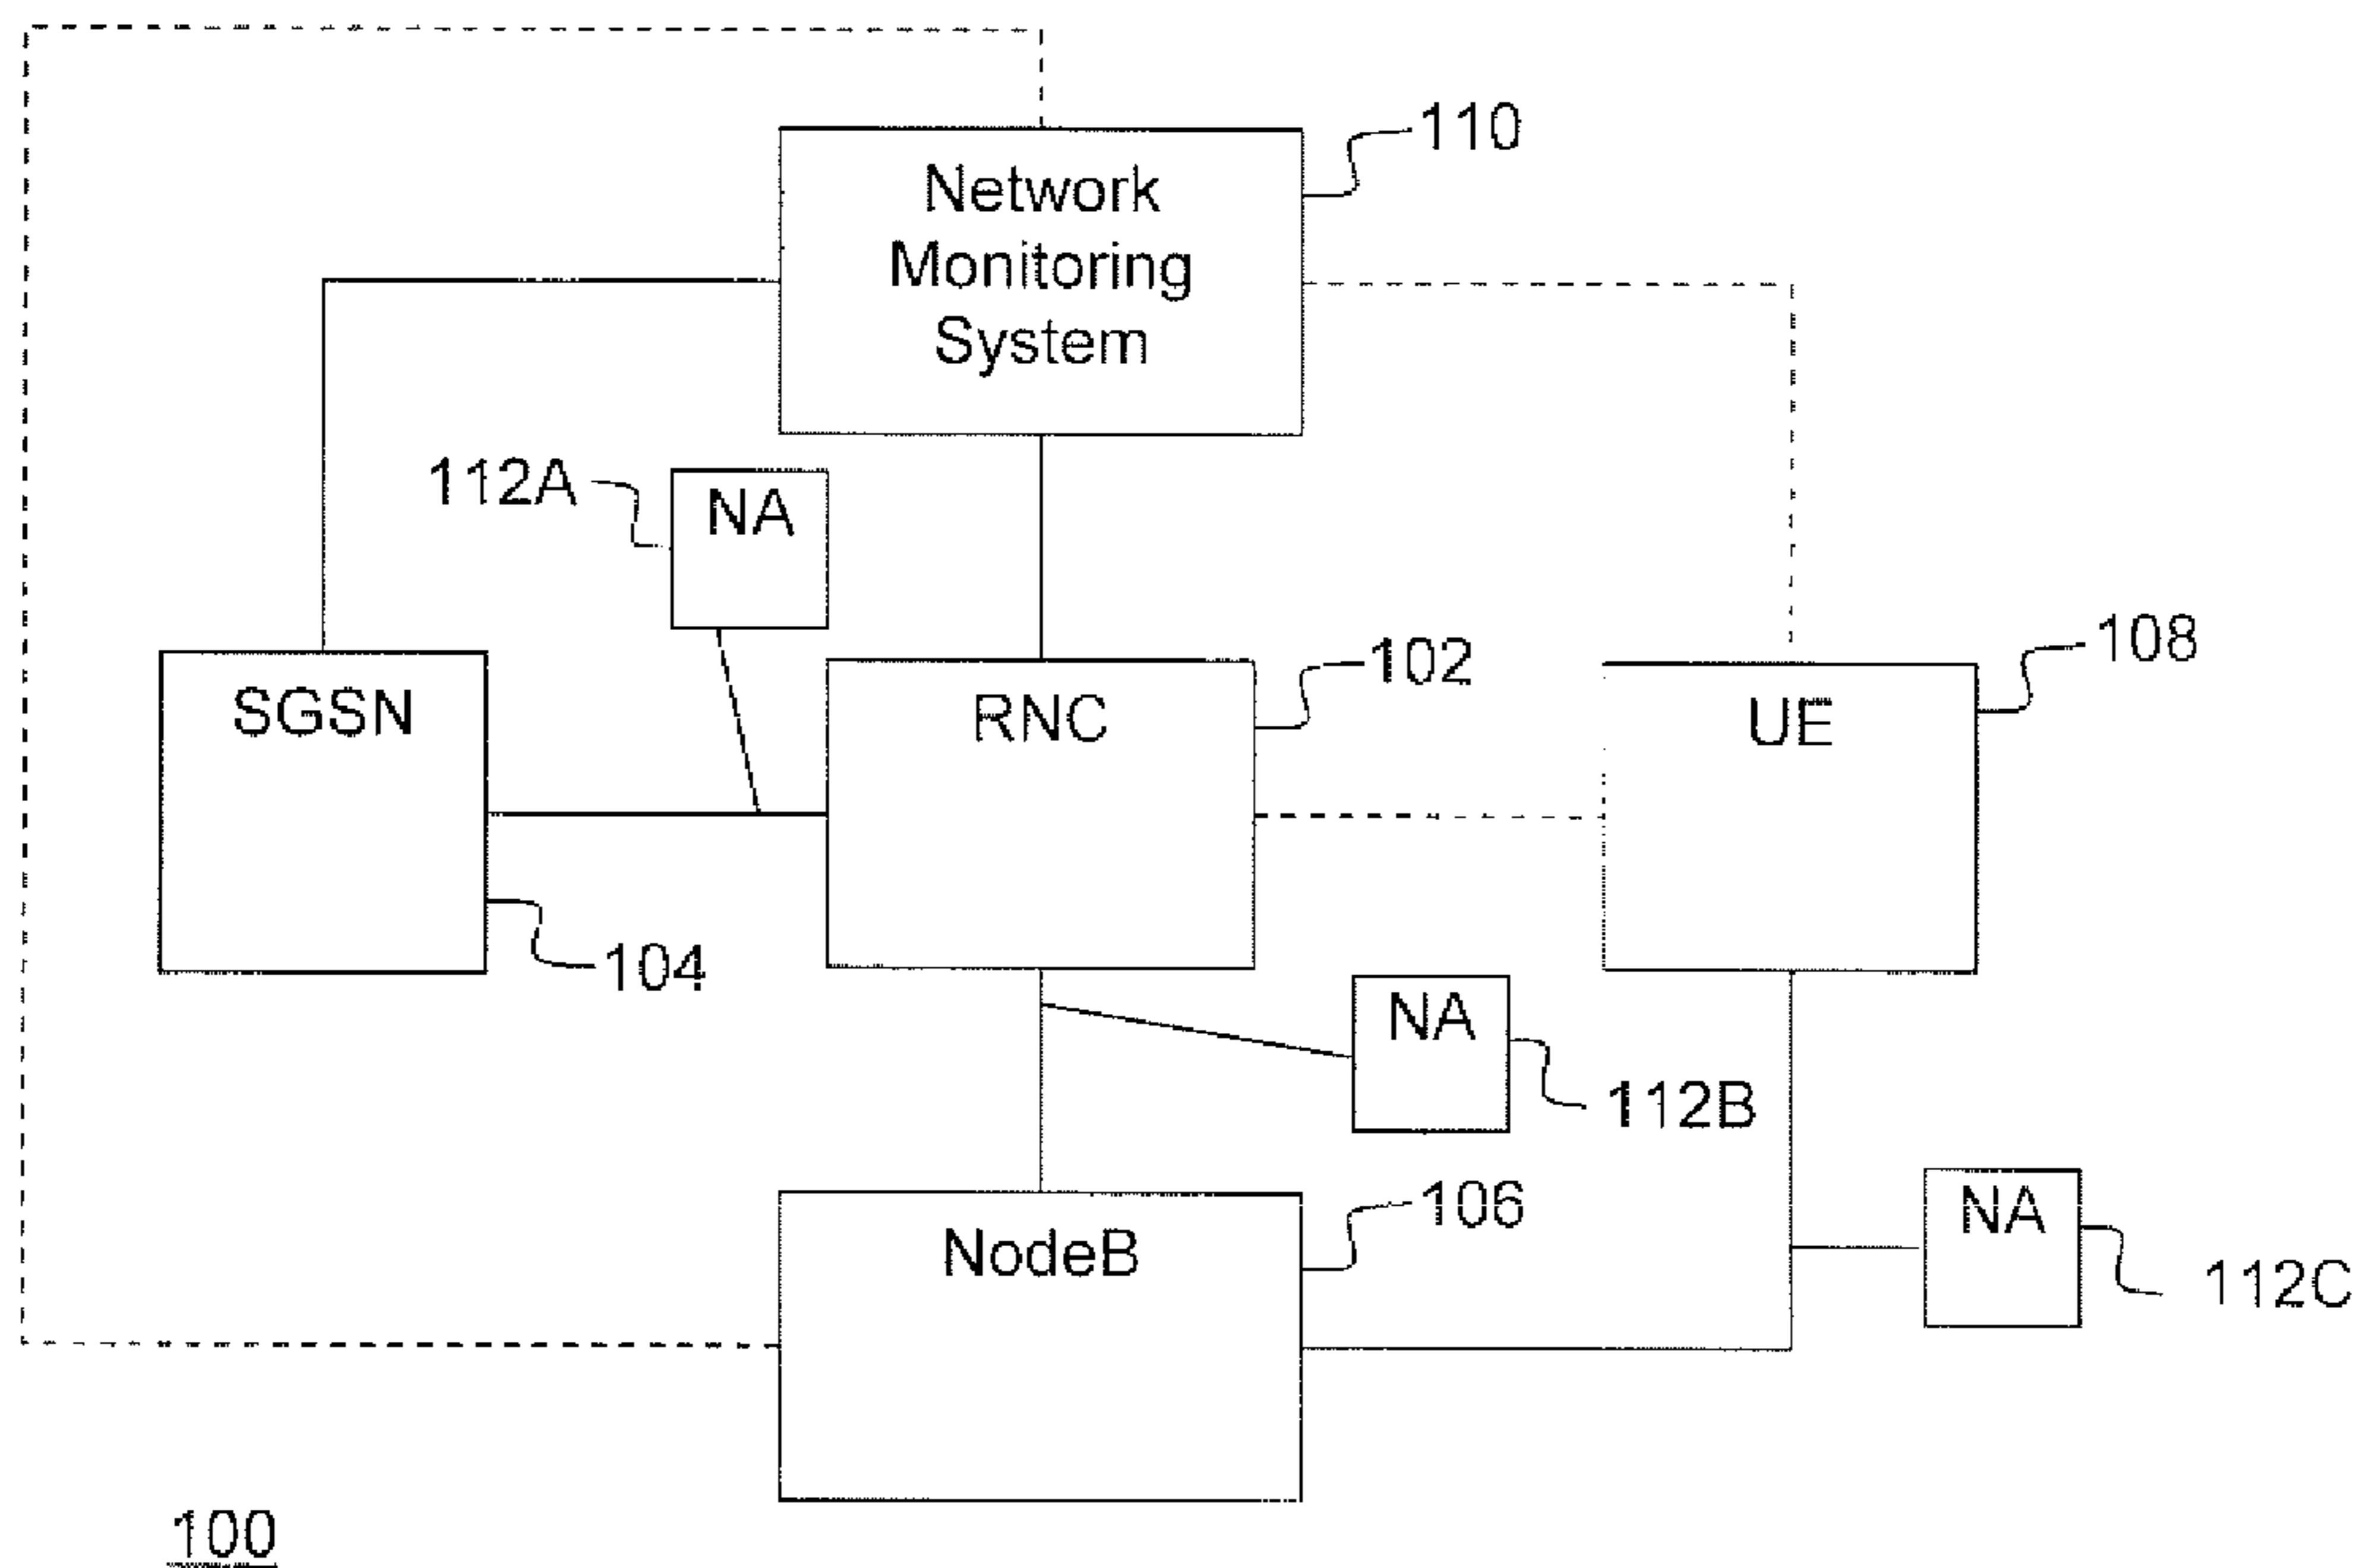 110
Network
Monitoring
System
112A
NA
SGSN
RNC
102
UE
108
104
NA
112B
NodeB
106
NA
112C
100